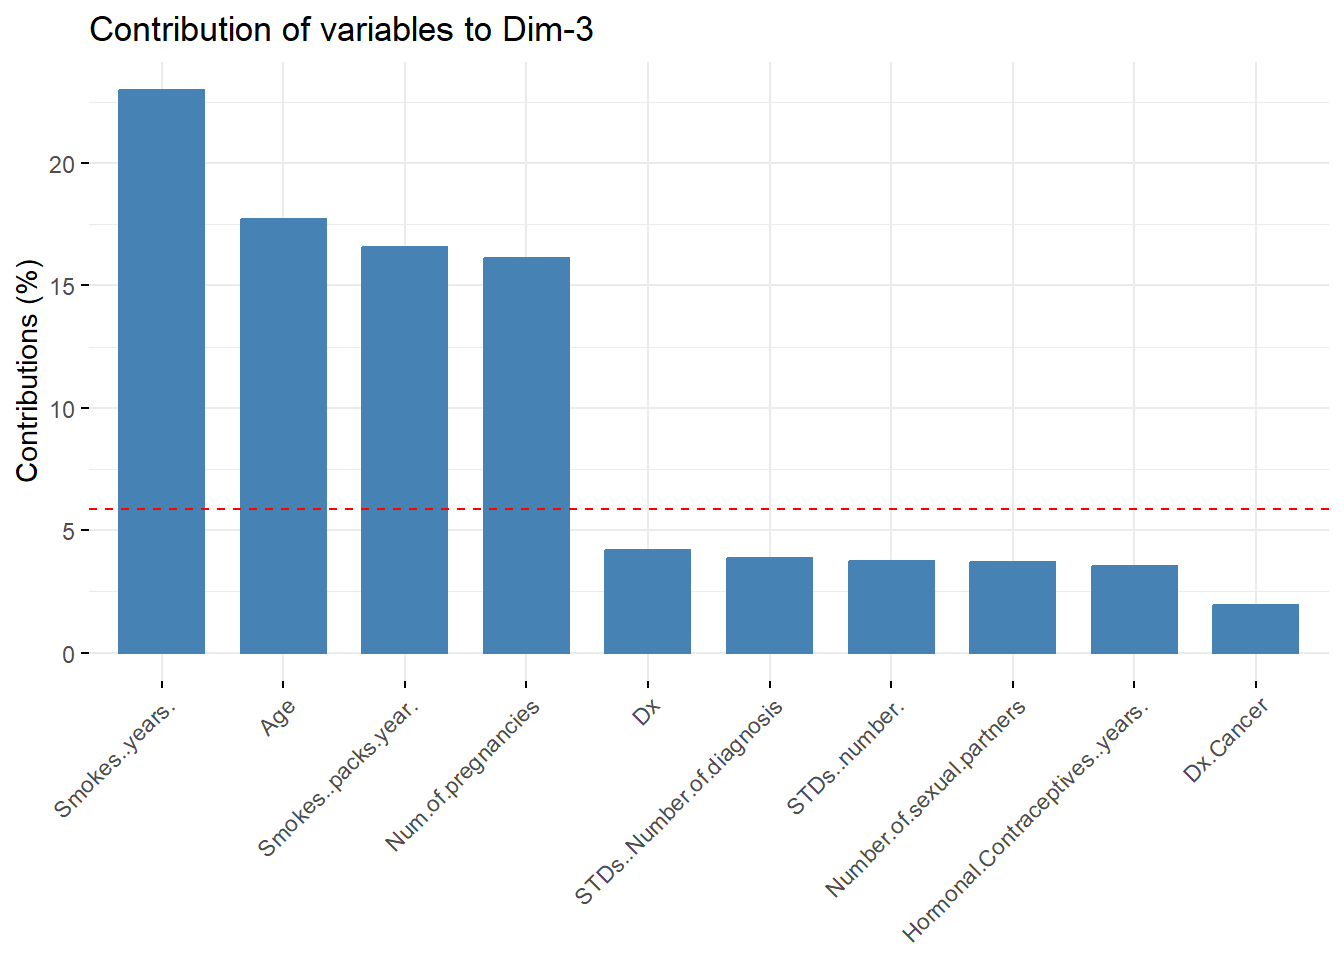 Contribution of variables to Dim-3
Contributions (%)
20
15
10
5
0
Smokes..years.
Age
Smokes..packs.year.
Num.of.pregnancies
Dx
STDs..Number.of.diagnosis
STDs..number.
Number.of.sexual.partners
Hormonal.Contraceptives..years.
Dx.Cancer